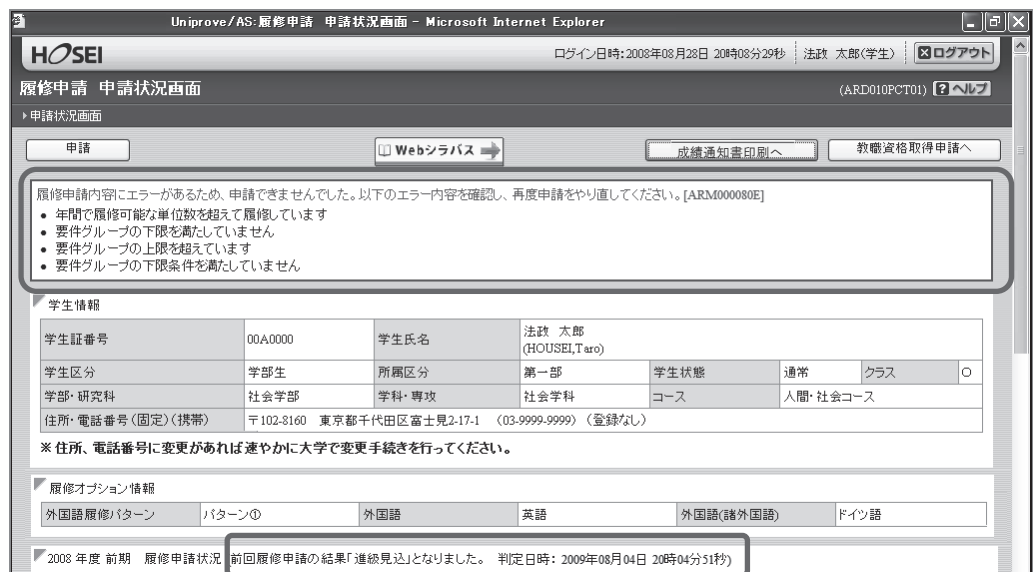 Uniprove/AS:履修申請 申請状況画面 - Microsoft Internet Explorer
HOSEI ログイン日時:2008年08月28日 20時08分29秒 法政 太郎(学生) ログアウト
履修申請 申請状況画面 (ARD010PCT01) ? ヘルプ
申請状況画面
申請 Webシラバス 成績通知書印刷へ 教職資格取得申請へ
履修申請内容にエラーがあるため、申請できませんでした。以下のエラー内容を確認し、再度申請をやり直してください。[ARM000080E]
• 年間で履修可能な単位数を超えて履修しています
• 要件グループの下限を満たしていません
• 要件グループの上限を超えています
• 要件グループの下限条件を満たしていません
学生情報
学生証番号 00A0000 学生氏名 法政 太郎
(HOUSEI,Taro)
学生区分 学部生 所属区分 第一部 学生状態 通常 クラス O
学部・研究科 社会学部 学科・専攻 社会学科 コース 人間・社会コース
住所・電話番号(固定)(携帯) 〒102-8160 東京都千代田区富士見2-17-1 (03-9999-9999) (登録なし)
※住所、電話番号に変更があれば速やかに大学で変更手続きを行ってください。
履修オプション情報
外国語履修パターン パターン① 外国語 英語 外国語(諸外国語) ドイツ語
2008 年度 前期 履修申請状況 前回履修申請の結果「進級見込」となりました。 判定日時: 2009年08月04日 20時04分51秒)